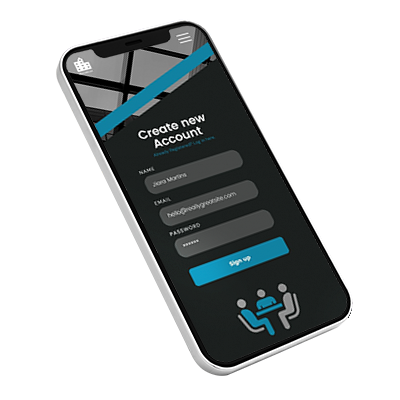 Create new
Account
Already Registered? Log in here.
NAME
Jiara Martins
EMAIL
hello@reallygreatsite.com
PASSWORD
••••••
Sign up